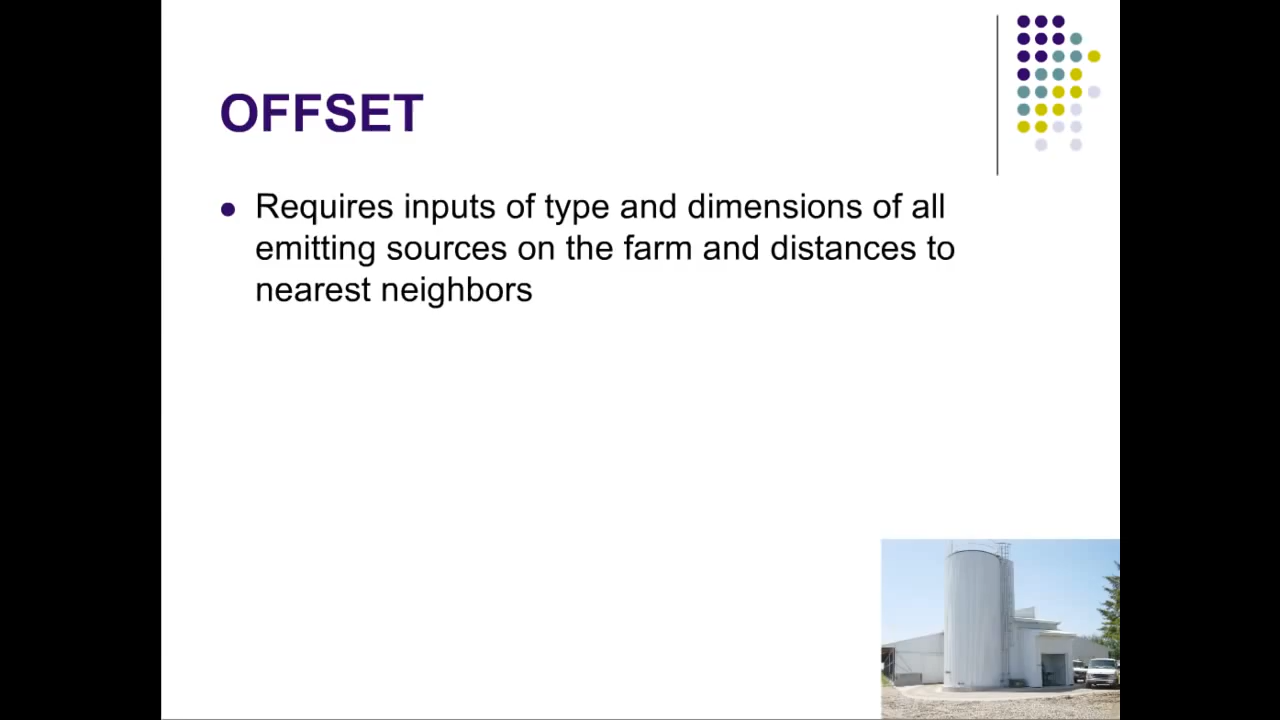 OFFSET
Requires inputs of type and dimensions of all
emitting sources on the farm and distances to
nearest neighbors